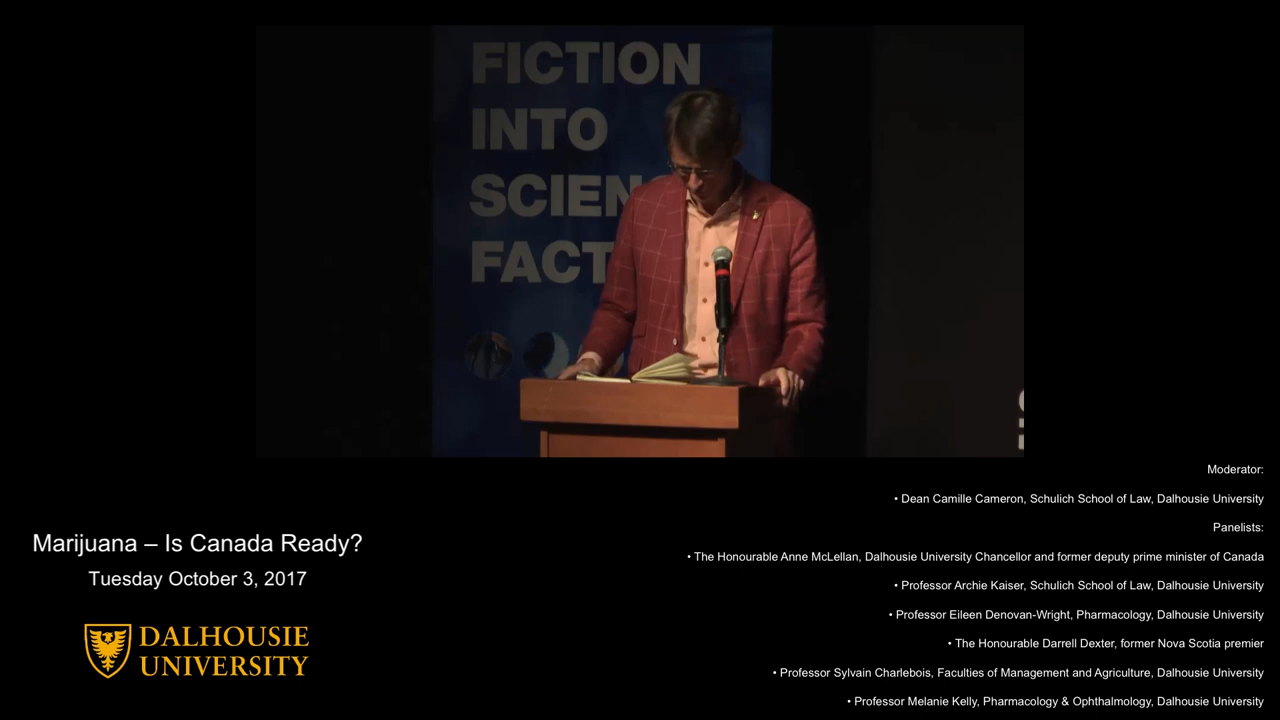 FICTION
INTO
SCIEN
FACT
Moderator:
• Dean Camille Cameron, Schulich School of Law, Dalhousie University
Panelists:
• The Honourable Anne McLellan, Dalhousie University Chancellor and former deputy prime minister of Canada
• Professor Archie Kaiser, Schulich School of Law, Dalhousie University
• Professor Eileen Denovan-Wright, Pharmacology, Dalhousie University
• The Honourable Darrell Dexter, former Nova Scotia premier
• Professor Sylvain Charlebois, Faculties of Management and Agriculture, Dalhousie University
• Professor Melanie Kelly, Pharmacology & Ophthalmology, Dalhousie University
Marijuana – Is Canada Ready?
Tuesday October 3, 2017
DALHOUSIE
UNIVERSITY